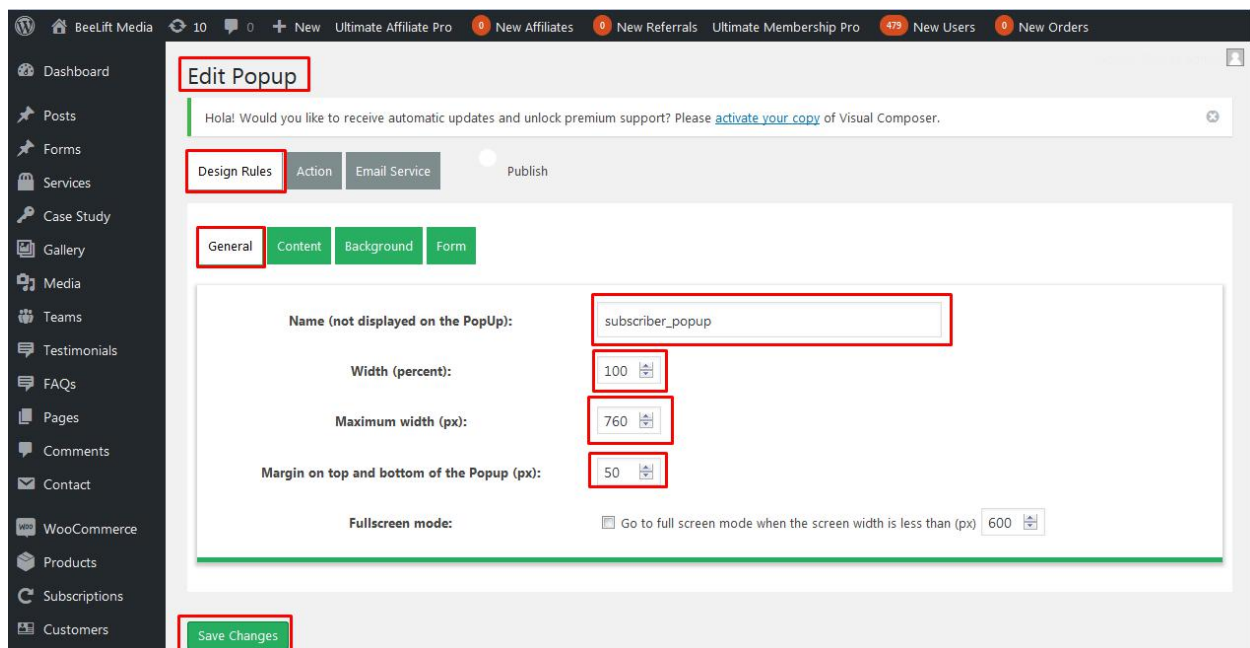 BeeLift Media 10 0 + New Ultimate Affiliate Pro 0 New Affiliates 0 New Referrals Ultimate Membership Pro 479 New Users 0 New Orders
Dashboard
Posts
Forms
Services
Case Study
Gallery
Media
Teams
Testimonials
FAQs
Pages
Comments
Contact
WooCommerce
Products
Subscriptions
Customers
Edit Popup
Hola! Would you like to receive automatic updates and unlock premium support? Please activate your copy of Visual Composer.
Design Rules Action Email Service Publish
General Content Background Form
Name (not displayed on the PopUp): subscriber_popup
Width (percent): 100
Maximum width (px): 760
Margin on top and bottom of the Popup (px): 50
Fullscreen mode: Go to full screen mode when the screen width is less than (px) 600
Save Changes